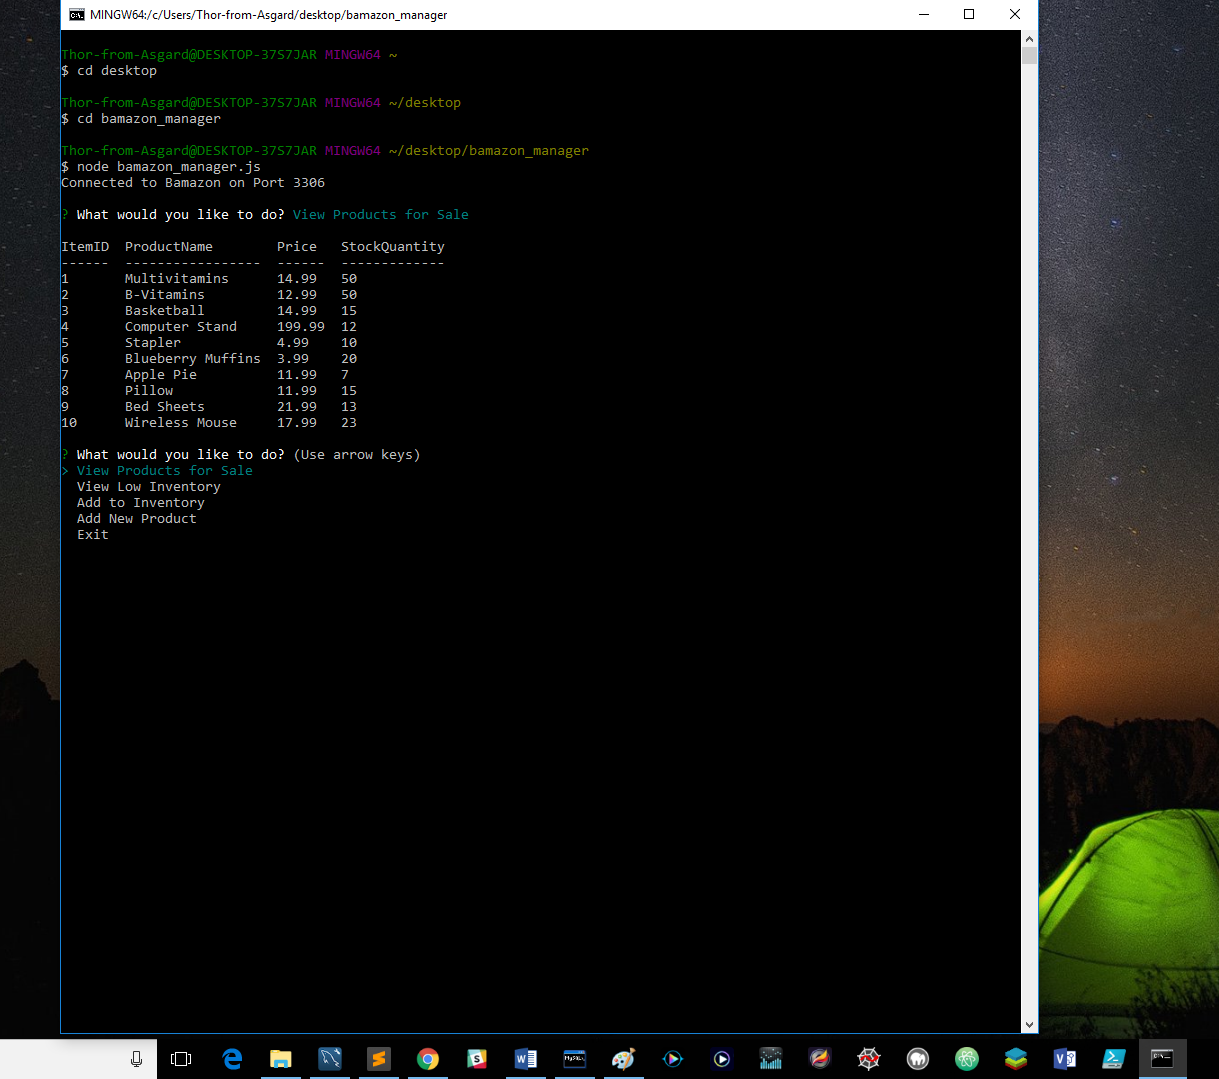 MINGW64:/c/Users/Thor-from-Asgard/desktop/bamazon_manager
Thor-from-Asgard@DESKTOP-37S7JAR MINGW64 ~
$ cd desktop
Thor-from-Asgard@DESKTOP-37S7JAR MINGW64 ~/desktop
$ cd bamazon_manager
Thor-from-Asgard@DESKTOP-37S7JAR MINGW64 ~/desktop/bamazon_manager
$ node bamazon_manager.js
Connected to Bamazon on Port 3306
? What would you like to do? View Products for Sale
ItemID  ProductName        Price   StockQuantity
------  -----------------  ------  -------------
1       Multivitamins      14.99   50
2       B-Vitamins         12.99   50
3       Basketball         14.99   15
4       Computer Stand     199.99  12
5       Stapler            4.99    10
6       Blueberry Muffins  3.99    20
7       Apple Pie          11.99   7
8       Pillow             11.99   15
9       Bed Sheets         21.99   13
10      Wireless Mouse     17.99   23
? What would you like to do? (Use arrow keys)
> View Products for Sale
View Low Inventory
Add to Inventory
Add New Product
Exit